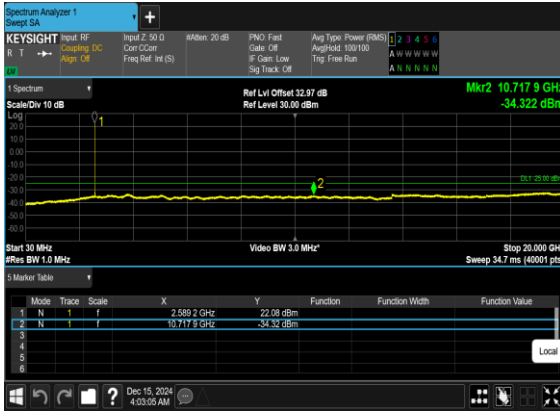 Spectrum Analyzer 1
Swept SA
+
KEYSIGHT Input: RF Input Z: 50 Ω #Atten: 20 dB PNO: Fast Avg Type: Power (RMS) 1 2 3 4 5 6
R T Coupling: DC Corr CCorr Gate: Off Avg|Hold: 100/100 A W W W W W
Align: Off Freq Ref: Int (S) IF Gain: Low Trig: Free Run
LXI Sig Track: Off A N N N N N
1 Spectrum Ref Lvl Offset 32.97 dB Mkr2 10.717 9 GHz
Scale/Div 10 dB Ref Level 30.00 dBm -34.322 dBm
Log
20.0
10.0
0.00
-10.0
-20.0
-30.0
-40.0
-50.0
-60.0
1
2
DL1 -25.00 dBm
Start 30 MHz Video BW 3.0 MHz* Stop 20.000 GH
#Res BW 1.0 MHz Sweep 34.7 ms (40001 pts
5 Marker Table
Mode Trace Scale X Y Function Function Width Function Value
1 N 1 f 2.589 2 GHz 22.08 dBm
2 N 1 f 10.717 9 GHz -34.32 dBm
3
4
5
6
Local
? Dec 15, 2024
4:03:05 AM